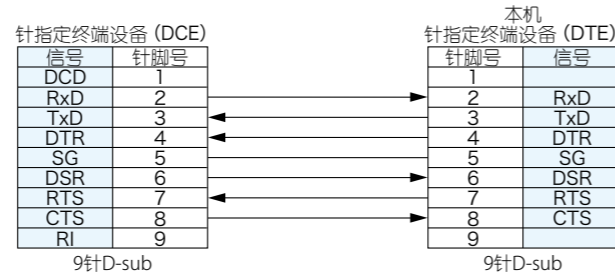 本机
针指定终端设备 (DCE) 针指定终端设备 (DTE)
信号 针脚号 针脚号 信号
DCD 1 1
RxD 2 2 RxD
TxD 3 3 TxD
DTR 4 4 DTR
SG 5 5 SG
DSR 6 6 DSR
RTS 7 7 RTS
CTS 8 8 CTS
RI 9 9
9针D-sub 9针D-sub